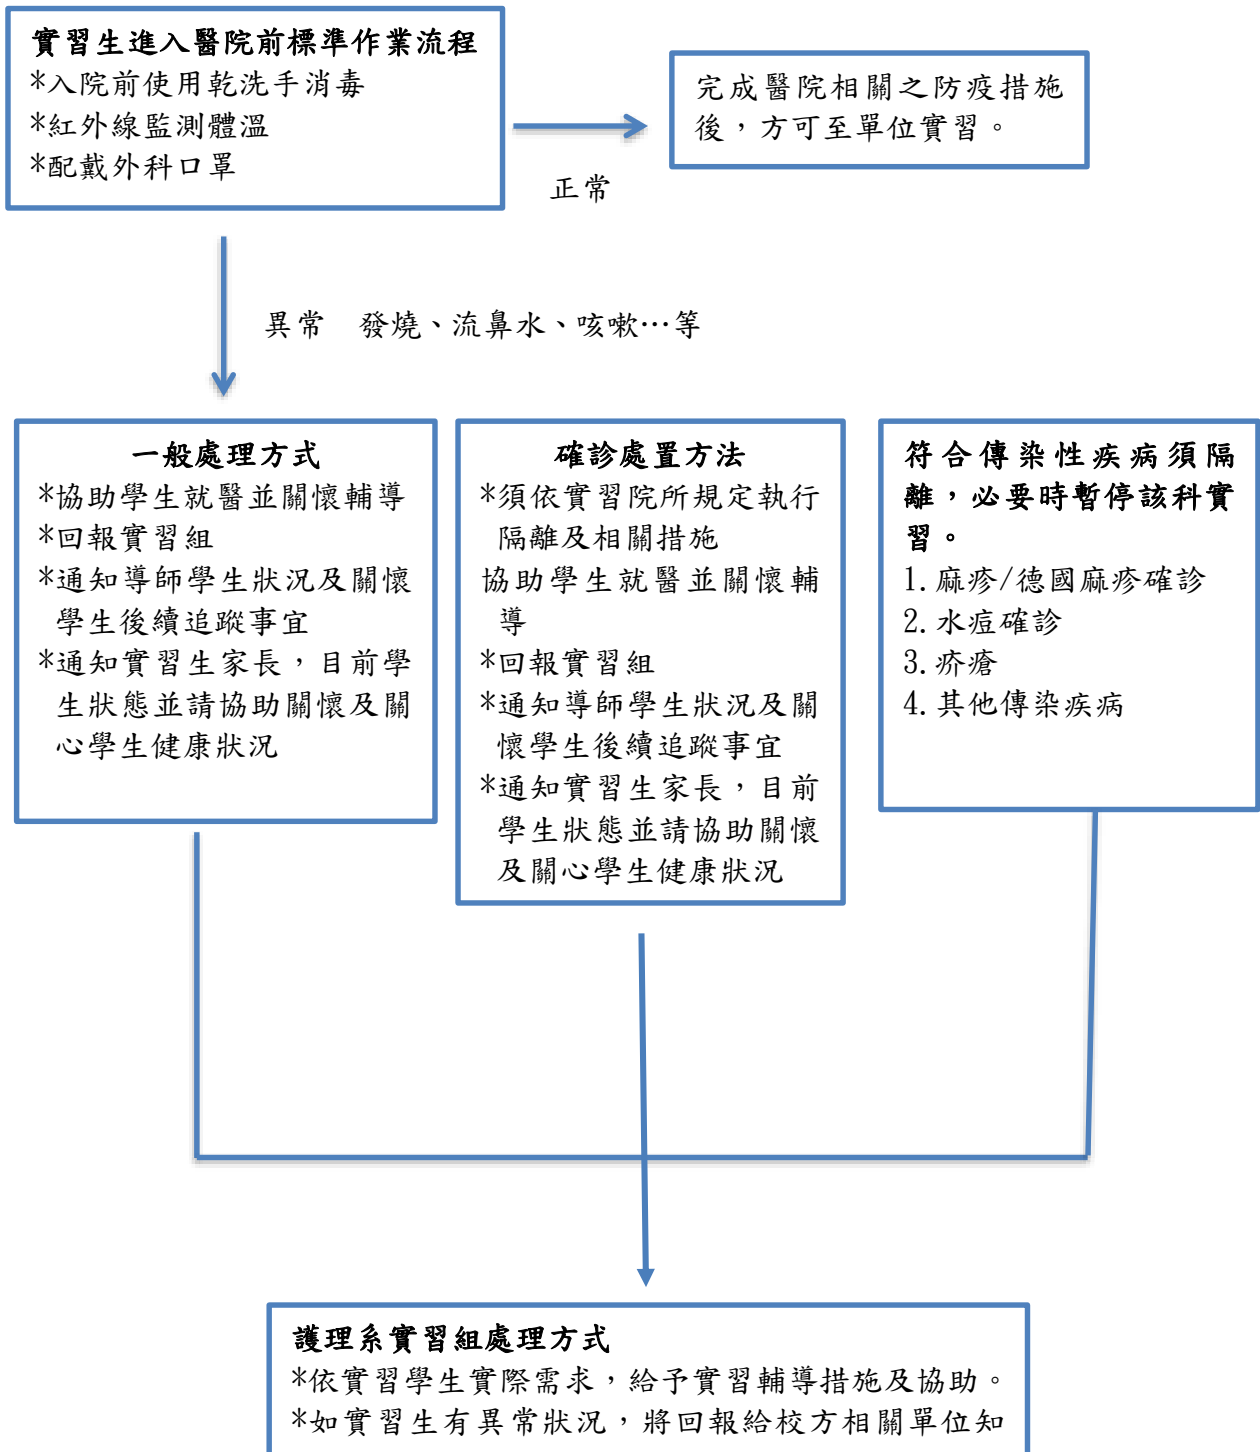 實習生進入醫院前標準作業流程
*入院前使用乾洗手消毒
*紅外線監測體溫
*配戴外科口罩
完成醫院相關之防疫措施
後，方可至單位實習。
正常
異常　發燒、流鼻水、咳嗽…等
一般處理方式
*協助學生就醫並關懷輔導
*回報實習組
*通知導師學生狀況及關懷
學生後續追蹤事宜
*通知實習生家長，目前學
生狀態並請協助關懷及關
心學生健康狀況
確診處置方法
*須依實習院所規定執行
隔離及相關措施
協助學生就醫並關懷輔
導
*回報實習組
*通知導師學生狀況及關
懷學生後續追蹤事宜
*通知實習生家長，目前
學生狀態並請協助關懷
及關心學生健康狀況
符合傳染性疾病須隔
離，必要時暫停該科實
習。
1.麻疹/德國麻疹確診
2.水痘確診
3.疥瘡
4.其他傳染疾病
護理系實習組處理方式
*依實習學生實際需求，給予實習輔導措施及協助。
*如實習生有異常狀況，將回報給校方相關單位知